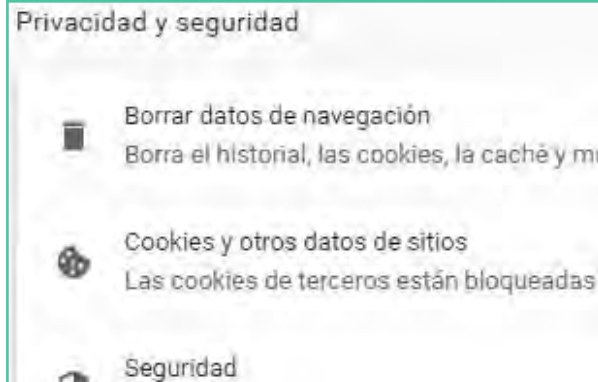 Privacidad y seguridad
Borrar datos de navegación
Borra el historial, las cookies, la caché y
Cookies y otros datos de sitios
Las cookies de terceros están bloqueadas
Seguridad